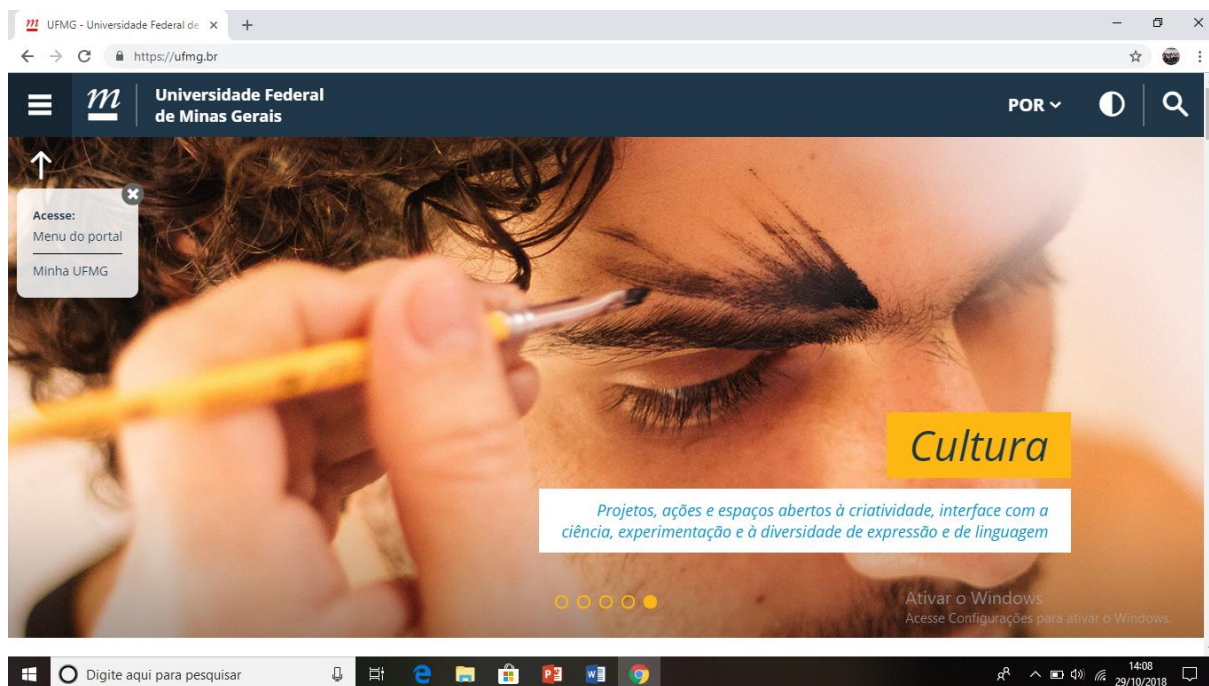 UFMG - Universidade Federal de
https://ufmg.br
m
Universidade Federal
de Minas Gerais
POR
Acesse:
Menu do portal
Minha UFMG
Cultura
Projetos, ações e espaços abertos à criatividade, interface com a
ciência, experimentação e à diversidade de expressão e de linguagem
Ativar o Windows
Acesse Configurações para ativar o Windows.
Digite aqui para pesquisar
14:08
29/10/2018